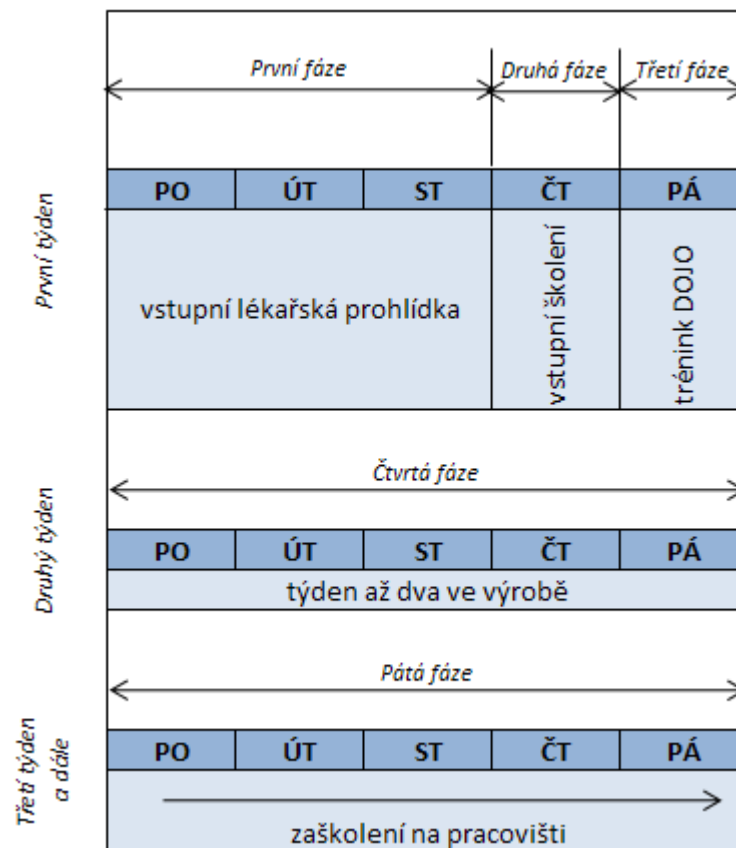 První fáze
Druhá fáze
Třetí fáze
První týden
PO
ÚT
ST
ČT
PÁ
vstupní lékařská prohlídka
vstupní školení
trénink DOJO
Čtvrtá fáze
Druhý týden
PO
ÚT
ST
ČT
PÁ
týden až dva ve výrobě
Pátá fáze
Třetí týden
a dále
PO
ÚT
ST
ČT
PÁ
zaškolení na pracovišti